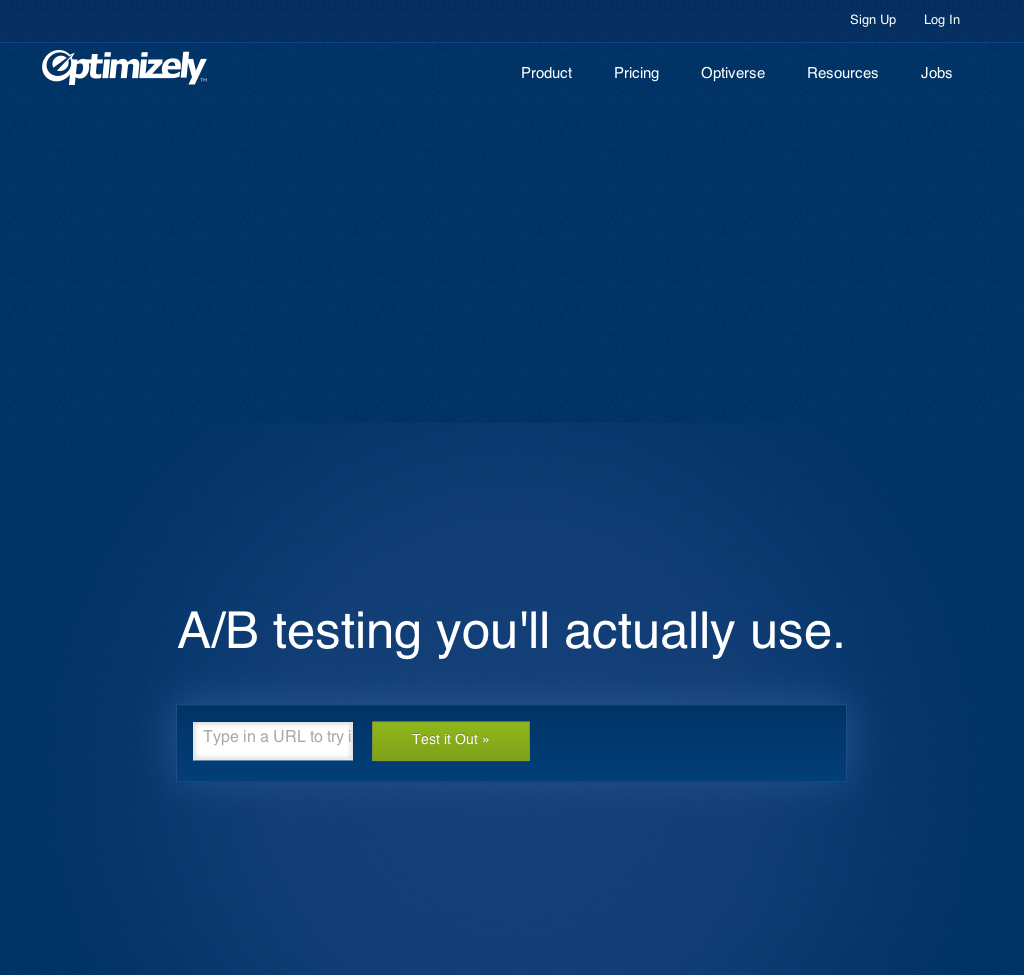 Sign Up Log In
Optimizely™
Product Pricing Optiverse Resources Jobs
A/B testing you'll actually use.
Type in a URL to try i
Test it Out »